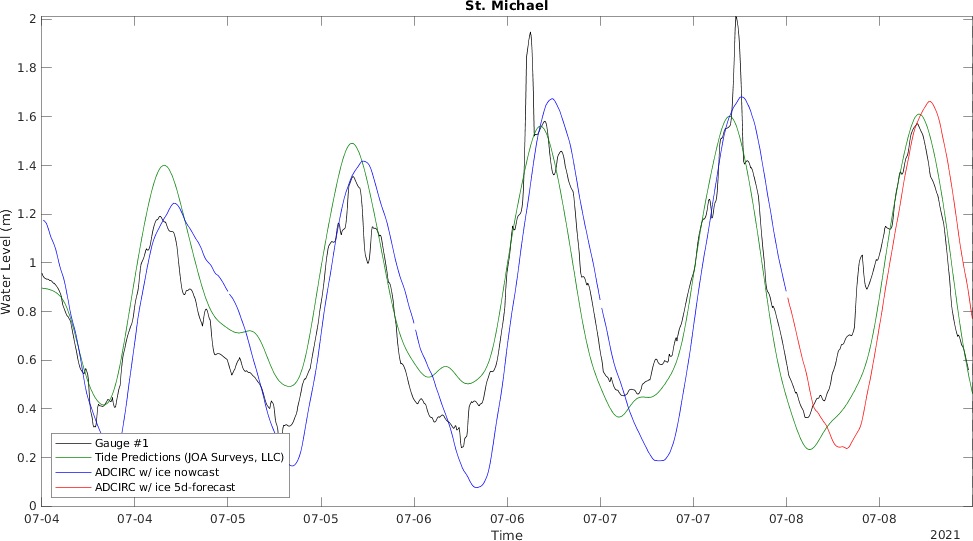 St. Michael
2
1.8
1.6
1.4
1.2
1
0.8
0.6
0.4
0.2
0
Water Level (m)
Gauge #1
Tide Predictions (JOA Surveys, LLC)
ADCIRC w/ ice nowcast
ADCIRC w/ ice 5d-forecast
07-04 07-04 07-05 07-05 07-06 07-06 07-07 07-07 07-08 07-08
Time
2021